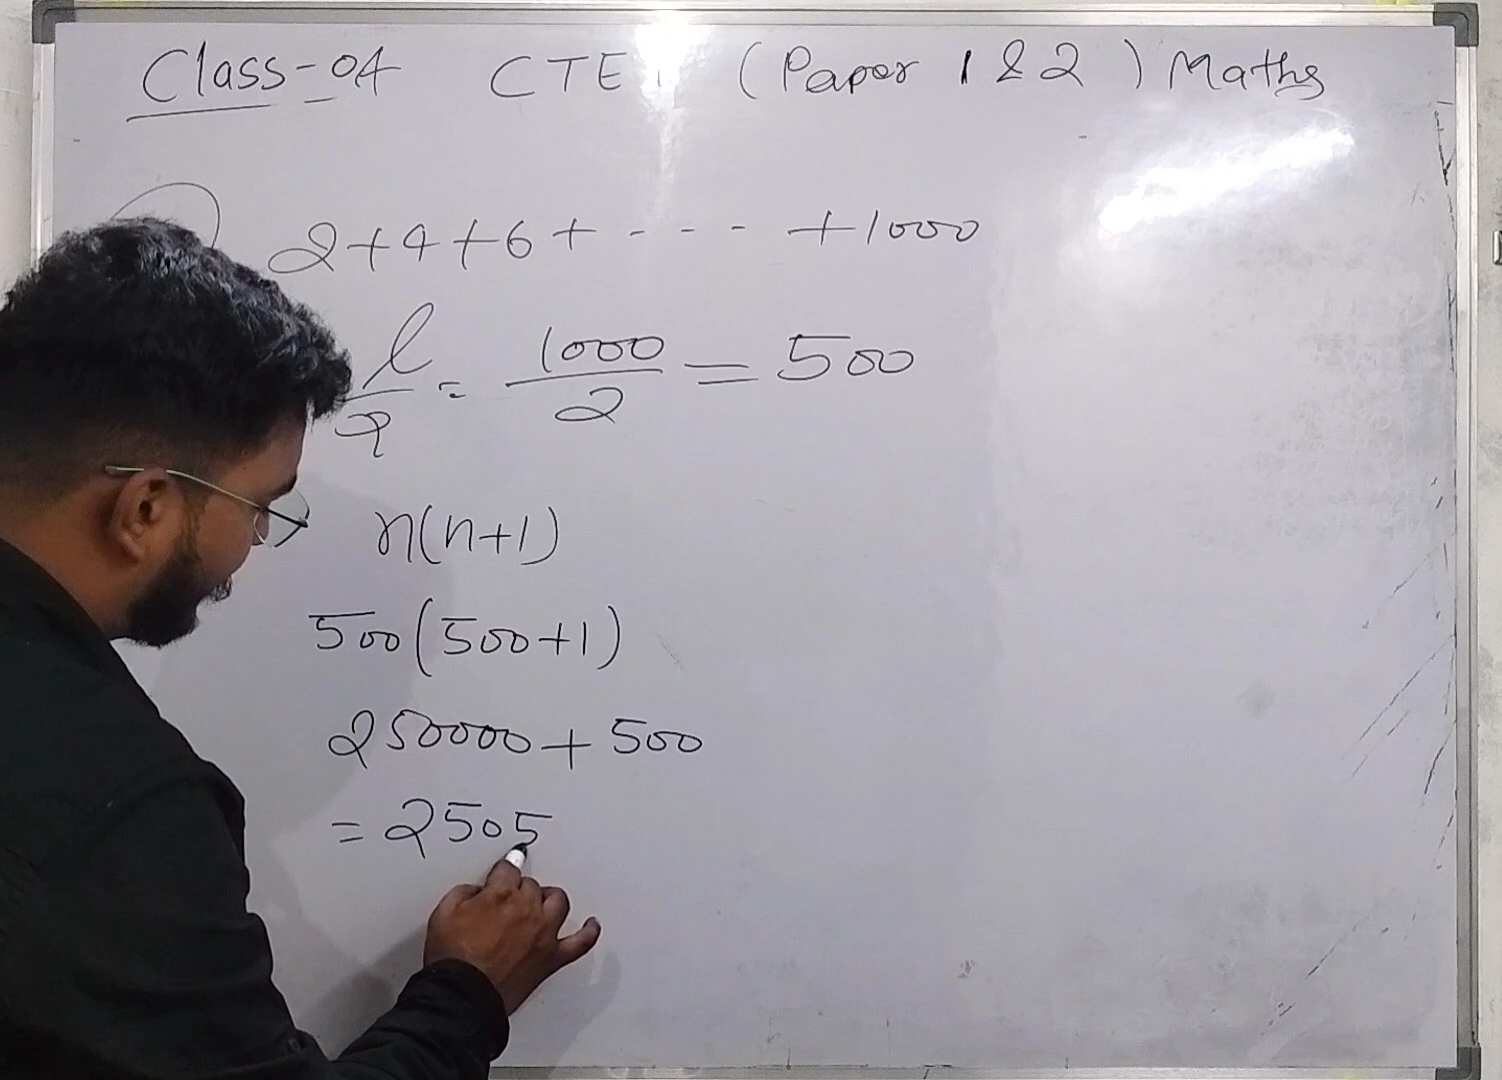 Class-04 CTET (Paper 1 & 2) Maths
2+4+6+ - - - - +1000
l/2 = 1000/2 = 500
n(n+1)
500(500+1)
250000+500
= 2505